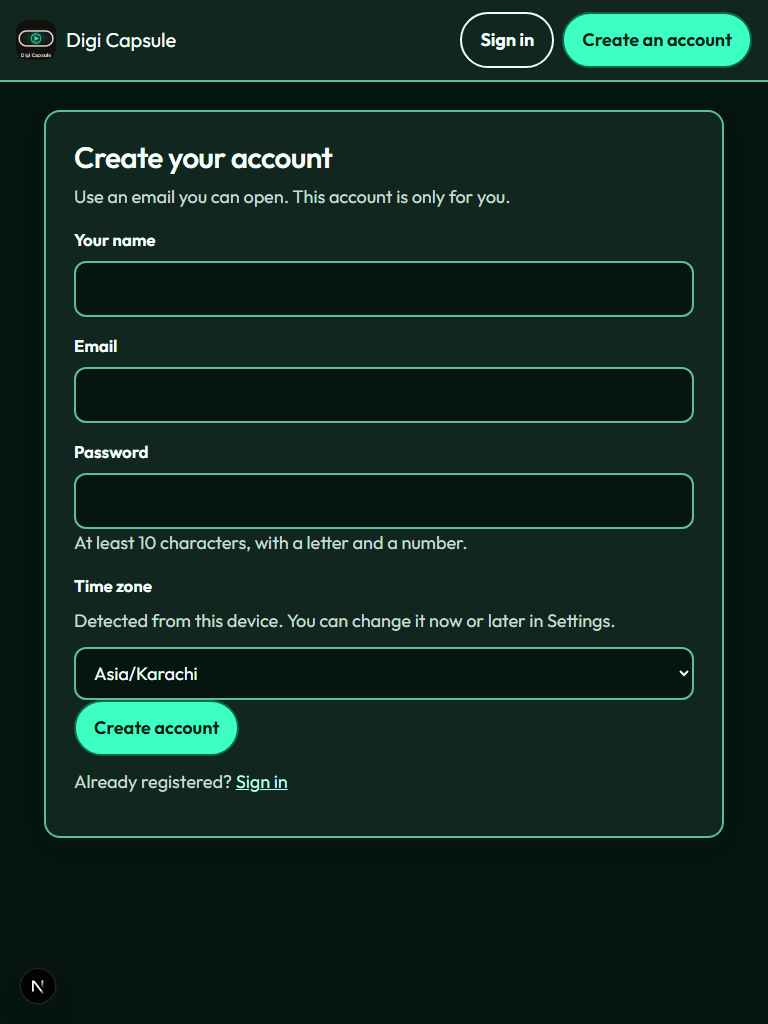 Digi Capsule
Digi Capsule
Sign in
Create an account
Create your account
Use an email you can open. This account is only for you.
Your name
Email
Password
At least 10 characters, with a letter and a number.
Time zone
Detected from this device. You can change it now or later in Settings.
Asia/Karachi
Create account
Already registered? Sign in
N